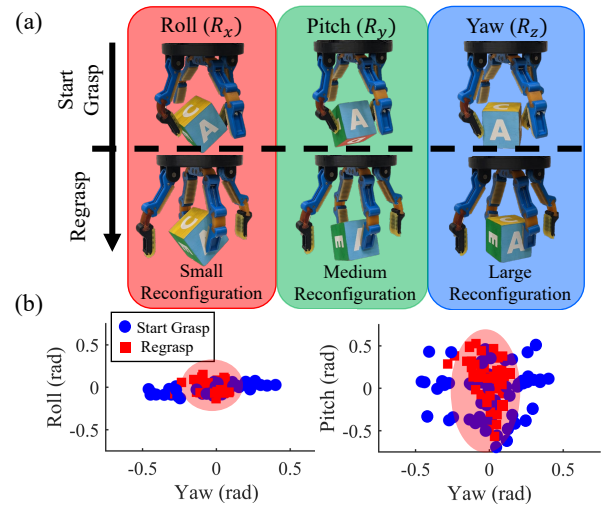 (a)
Roll (Rₓ)
Pitch (R_y)
Yaw (R_z)
Start
Grasp
C
A
A
U
A
Regrasp
C
A
E
I
E
A
Small
Reconfiguration
Medium
Reconfiguration
Large
Reconfiguration
(b)
Start Grasp
Regrasp
Roll (rad)
0.5
0
-0.5
-0.5
0
0.5
Yaw (rad)
Pitch (rad)
0.5
0
-0.5
-0.5
0
0.5
Yaw (rad)